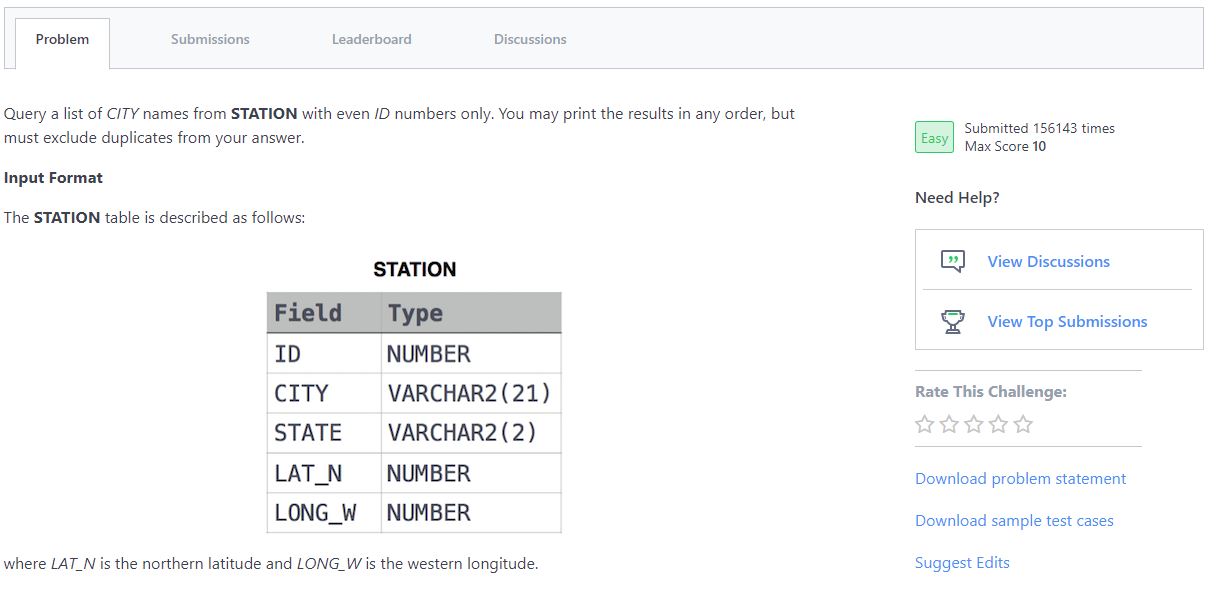 Problem Submissions Leaderboard Discussions
Query a list of CITY names from STATION with even ID numbers only. You may print the results in any order, but
must exclude duplicates from your answer.
Input Format
The STATION table is described as follows:
STATION
Field Type
ID NUMBER
CITY VARCHAR2(21)
STATE VARCHAR2(2)
LAT_N NUMBER
LONG_W NUMBER
where LAT_N is the northern latitude and LONG_W is the western longitude.
Easy
Submitted 156143 times
Max Score 10
Need Help?
View Discussions
View Top Submissions
Rate This Challenge:
Download problem statement
Download sample test cases
Suggest Edits